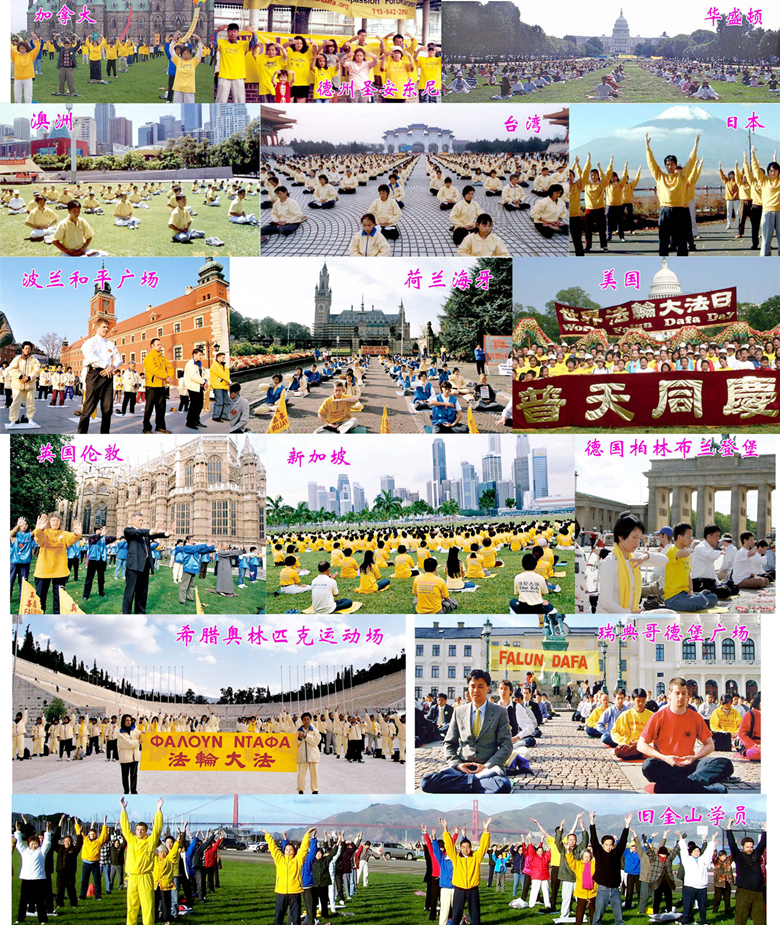 加拿大
713-842-2
德州圣安东尼
华盛顿
澳洲
台湾
日本
波兰和平广场
荷兰海牙
美国
世界法輪大法日
World Falun Dafa Day
普天同慶
英国伦敦
新加坡
德国柏林布兰登堡
希腊奥林匹克运动场
ΦΑΛΟΥΝ ΝΤΑΦΑ
法輪大法
瑞典哥德堡广场
FALUN DAFA
旧金山学员